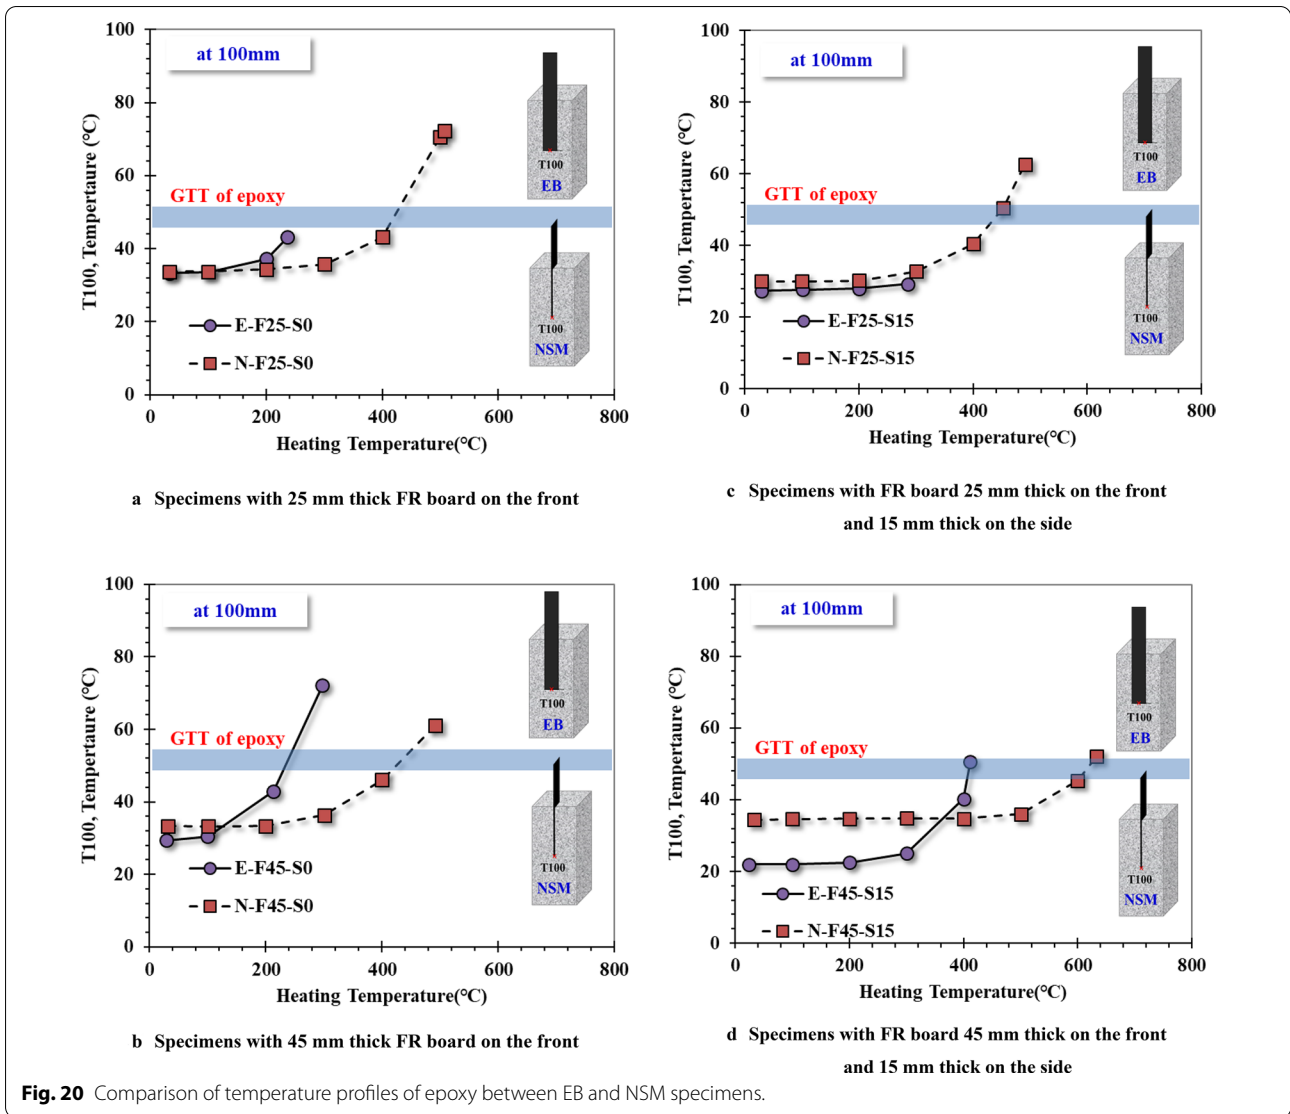 100
80
60
40
20
0
T100, Tempertaure (℃)
at 100mm
GTT of epoxy
T100
EB
T100
NSM
E-F25-S0
N-F25-S0
0 200 400 600 800
Heating Temperature(℃)
a Specimens with 25 mm thick FR board on the front
100
80
60
40
20
0
T100, Tempertaure (℃)
at 100mm
GTT of epoxy
T100
EB
T100
NSM
E-F25-S15
N-F25-S15
0 200 400 600 800
Heating Temperature(℃)
c Specimens with FR board 25 mm thick on the front
and 15 mm thick on the side
100
80
60
40
20
0
T100, Tempertaure (℃)
at 100mm
GTT of epoxy
T100
EB
T100
NSM
E-F45-S0
N-F45-S0
0 200 400 600 800
Heating Temperature(℃)
b Specimens with 45 mm thick FR board on the front
100
80
60
40
20
0
T100, Tempertaure (℃)
at 100mm
GTT of epoxy
T100
EB
T100
NSM
E-F45-S15
N-F45-S15
0 200 400 600 800
Heating Temperature(℃)
d Specimens with FR board 45 mm thick on the front
and 15 mm thick on the side
Fig. 20 Comparison of temperature profiles of epoxy between EB and NSM specimens.